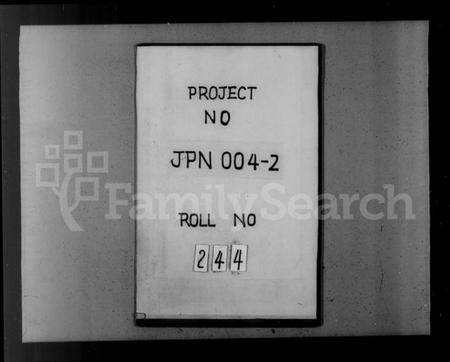 PROJECT
NO
JPN 004-2
FamilySearch
ROLL NO
244